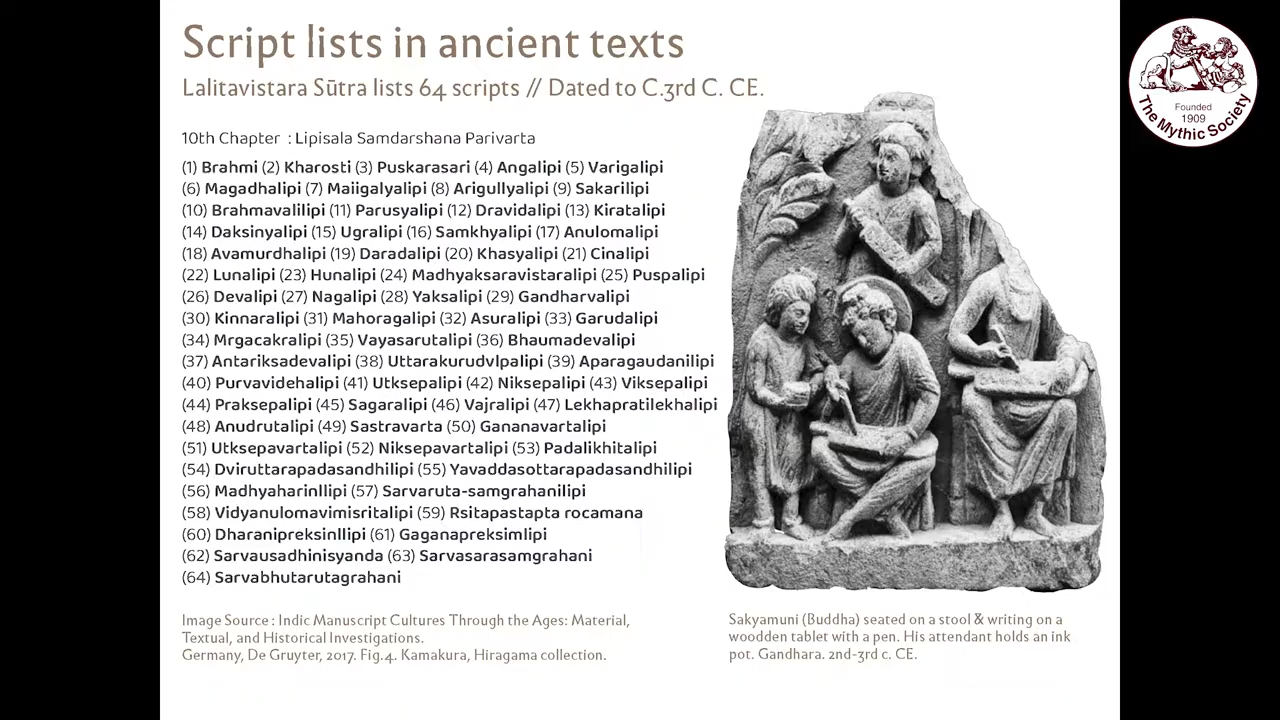 Script lists in ancient texts
Lalitavistara Sūtra lists 64 scripts // Dated to C.3rd C. CE.
10th Chapter : Lipisala Samdarshana Parivarta
(1) Brahmi (2) Kharosti (3) Puskarasari (4) Angalipi (5) Varigalipi
(6) Magadhalipi (7) Maiigalyalipi (8) Arigullyalipi (9) Sakarilipi
(10) Brahmavalilipi (11) Parusyalipi (12) Dravidalipi (13) Kiratalipi
(14) Daksinyalipi (15) Ugralipi (16) Samkhyalipi (17) Anulomalipi
(18) Avamurdhalipi (19) Daradalipi (20) Khasyalipi (21) Cinalipi
(22) Lunalipi (23) Hunalipi (24) Madhyaksaravistaralipi (25) Puspalipi
(26) Devalipi (27) Nagalipi (28) Yaksalipi (29) Gandharvalipi
(30) Kinnaralipi (31) Mahoragalipi (32) Asuralipi (33) Garudalipi
(34) Mrgacakralipi (35) Vayasarutalipi (36) Bhaumadevalipi
(37) Antariksadevalipi (38) Uttarakurudvlpalipi (39) Aparagaudanilipi
(40) Purvavidehalipi (41) Utksepalipi (42) Niksepalipi (43) Viksepalipi
(44) Praksepalipi (45) Sagaralipi (46) Vajralipi (47) Lekhapratilekhalipi
(48) Anudrutalipi (49) Sastravarta (50) Gananavartalipi
(51) Utksepavartalipi (52) Niksepavartalipi (53) Padalikhitalipi
(54) Dviruttarapadasandhilipi (55) Yavaddasottarapadasandhilipi
(56) Madhyaharinllipi (57) Sarvaruta-samgrahanilipi
(58) Vidyanulomavimisritalipi (59) Rsitapastapta rocamana
(60) Dharanipreksinllipi (61) Gaganapreksimlipi
(62) Sarvausadhinisyanda (63) Sarvasarasamgrahani
(64) Sarvabhutarutagrahani
Image Source : Indic Manuscript Cultures Through the Ages: Material,
Textual, and Historical Investigations.
Germany, De Gruyter, 2017. Fig.4. Kamakura, Hiragama collection.
Sakyamuni (Buddha) seated on a stool & writing on a
woodden tablet with a pen. His attendant holds an ink
pot. Gandhara. 2nd-3rd c. CE.
Founded
1909
The Mythic Society